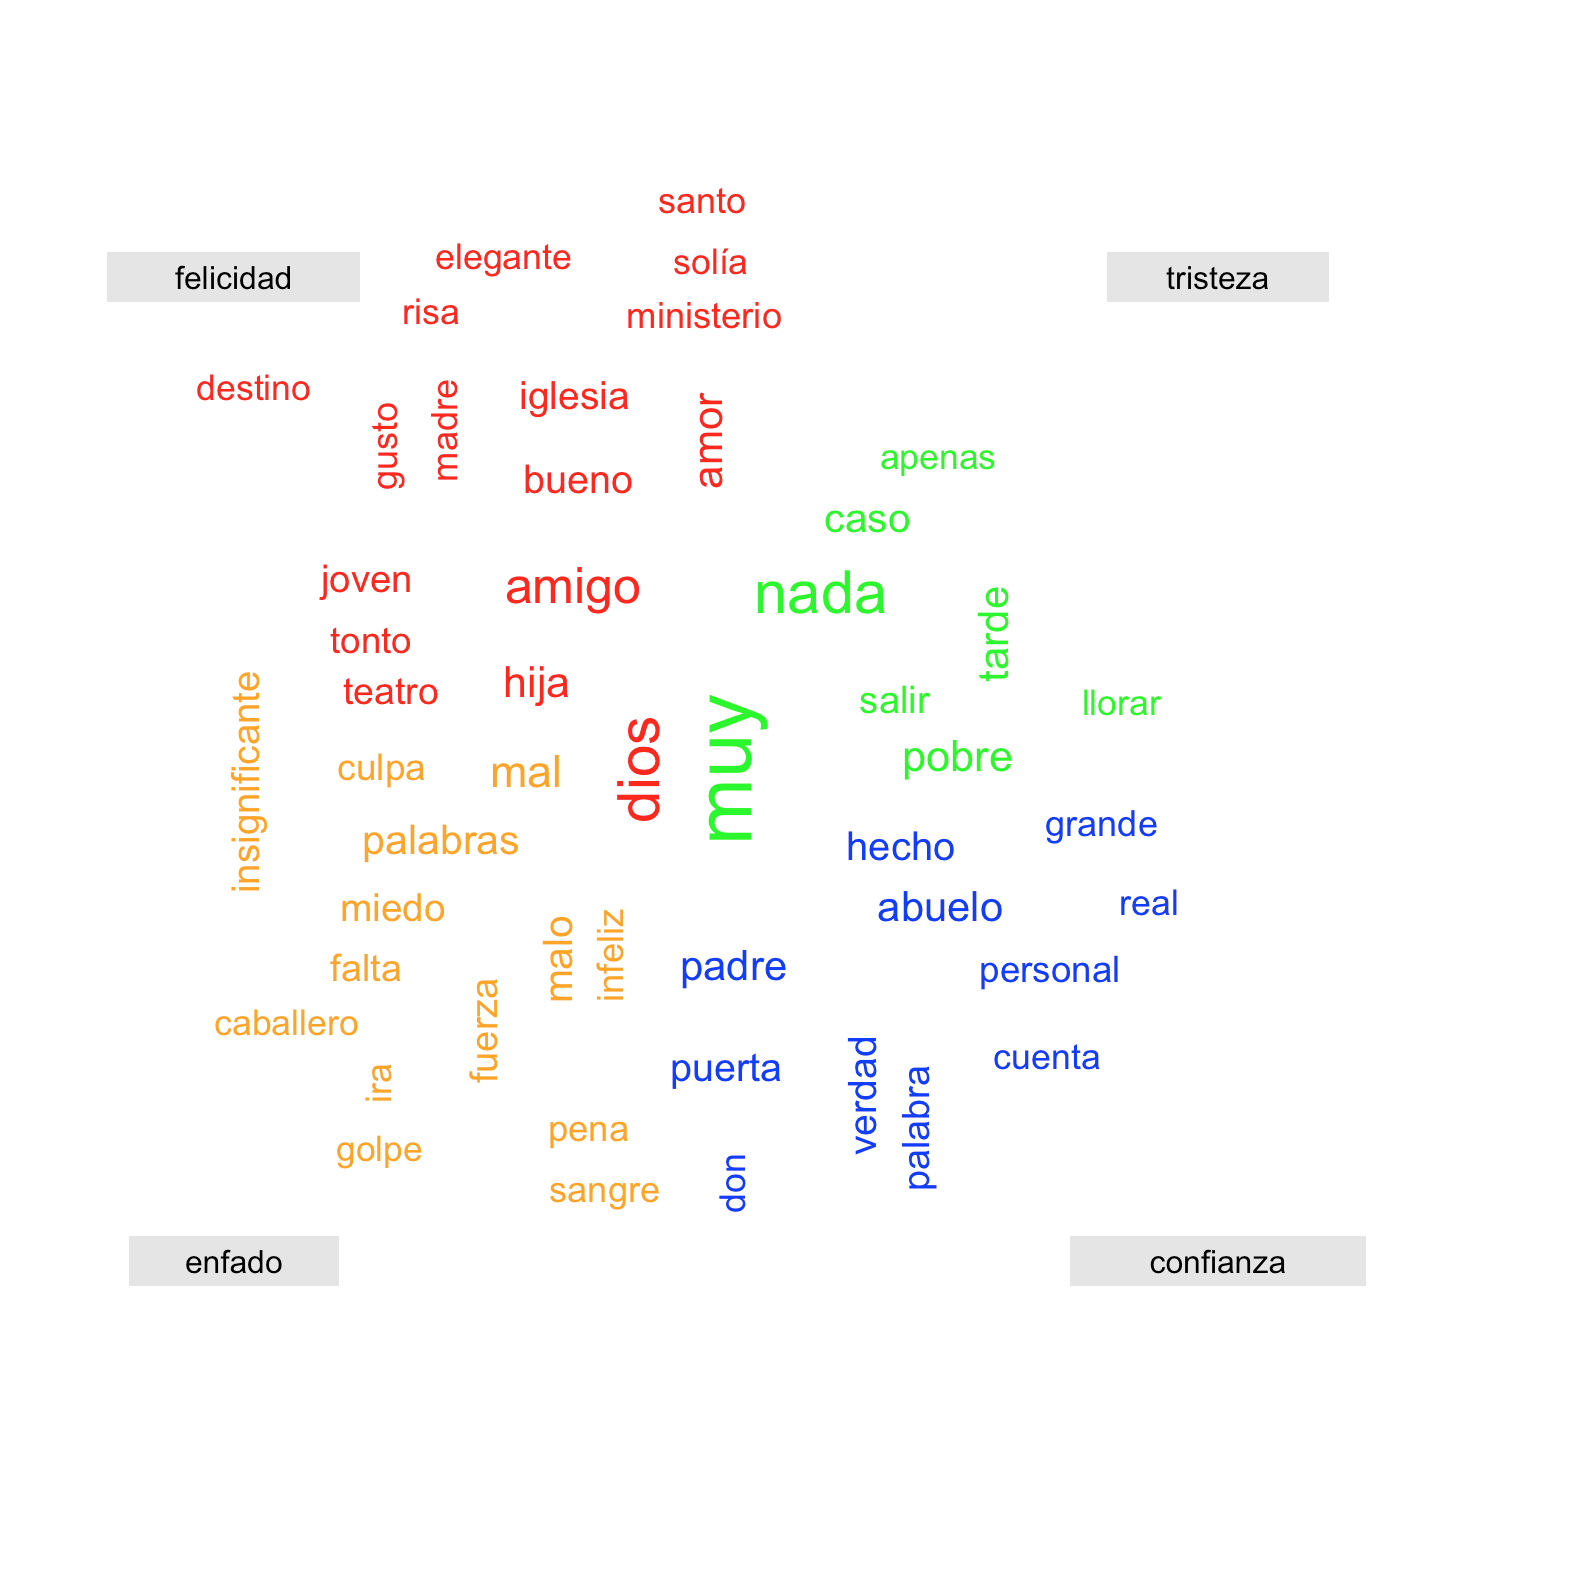 santo
elegante
solía
felicidad
tristeza
risa
ministerio
destino
gusto
madre
iglesia
amor
apenas
bueno
caso
joven
amigo
nada
tarde
tonto
hija
teatro
salir
llorar
insignificante
culpa
mal
dios
muy
pobre
grande
palabras
hecho
miedo
abuelo
real
malo
infeliz
falta
padre
personal
caballero
fuerza
ira
puerta
verdad
cuenta
palabra
golpe
pena
sangre
don
enfado
confianza